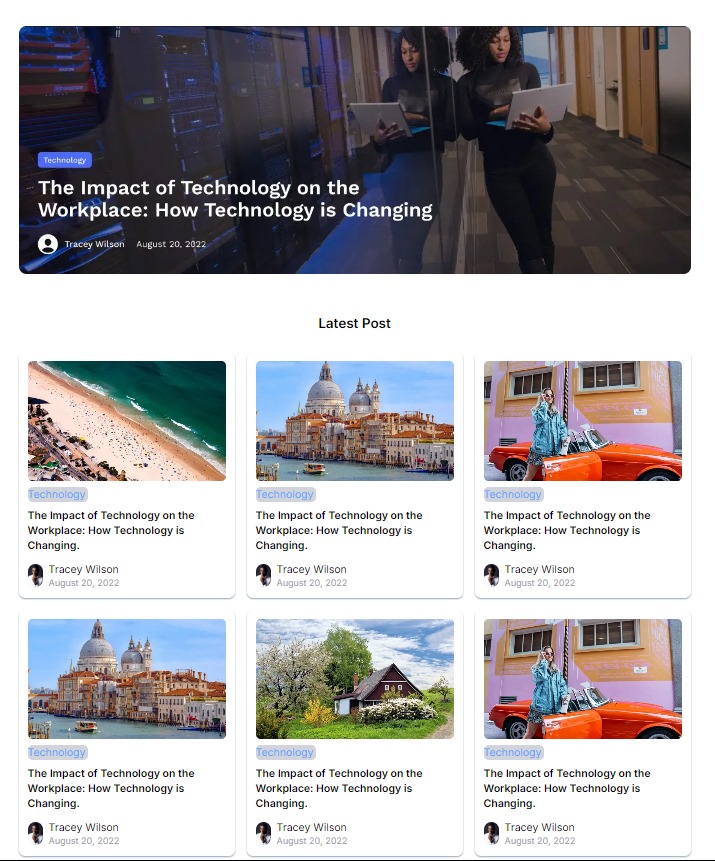 Technology
The Impact of Technology on the
Workplace: How Technology is Changing
Tracey Wilson August 20, 2022
Latest Post
Technology
The Impact of Technology on the
Workplace: How Technology is
Changing.
Tracey Wilson
August 20, 2022
Technology
The Impact of Technology on the
Workplace: How Technology is
Changing.
Tracey Wilson
August 20, 2022
Technology
The Impact of Technology on the
Workplace: How Technology is
Changing.
Tracey Wilson
August 20, 2022
Technology
The Impact of Technology on the
Workplace: How Technology is
Changing.
Tracey Wilson
August 20, 2022
Technology
The Impact of Technology on the
Workplace: How Technology is
Changing.
Tracey Wilson
August 20, 2022
Technology
The Impact of Technology on the
Workplace: How Technology is
Changing.
Tracey Wilson
August 20, 2022